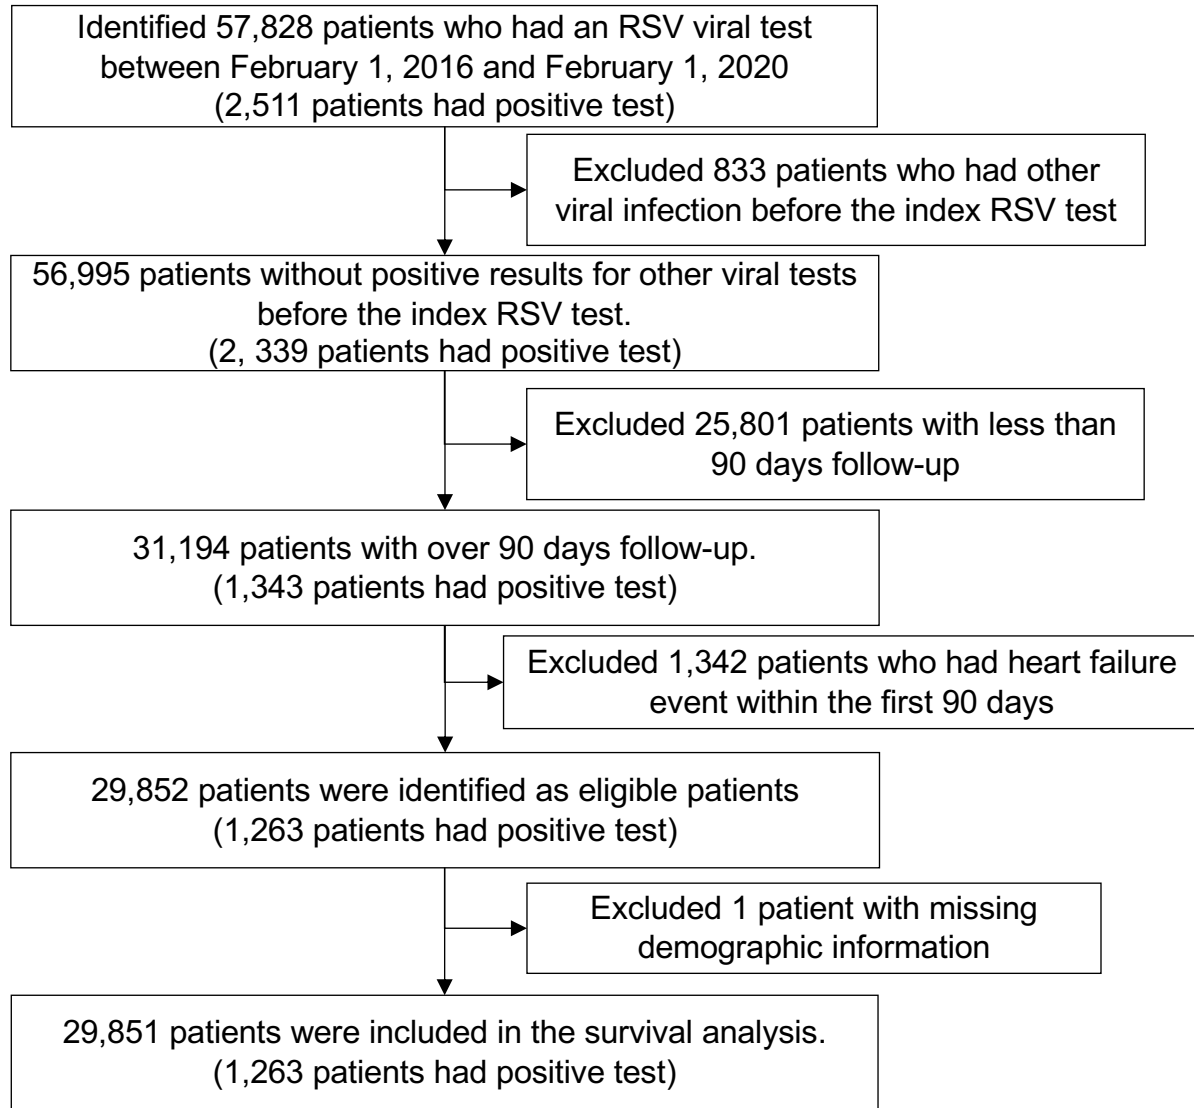 Identified 57,828 patients who had an RSV viral test
between February 1, 2016 and February 1, 2020
(2,511 patients had positive test)
Excluded 833 patients who had other
viral infection before the index RSV test
56,995 patients without positive results for other viral tests
before the index RSV test.
(2, 339 patients had positive test)
Excluded 25,801 patients with less than
90 days follow-up
31,194 patients with over 90 days follow-up.
(1,343 patients had positive test)
Excluded 1,342 patients who had heart failure
event within the first 90 days
29,852 patients were identified as eligible patients
(1,263 patients had positive test)
Excluded 1 patient with missing
demographic information
29,851 patients were included in the survival analysis.
(1,263 patients had positive test)